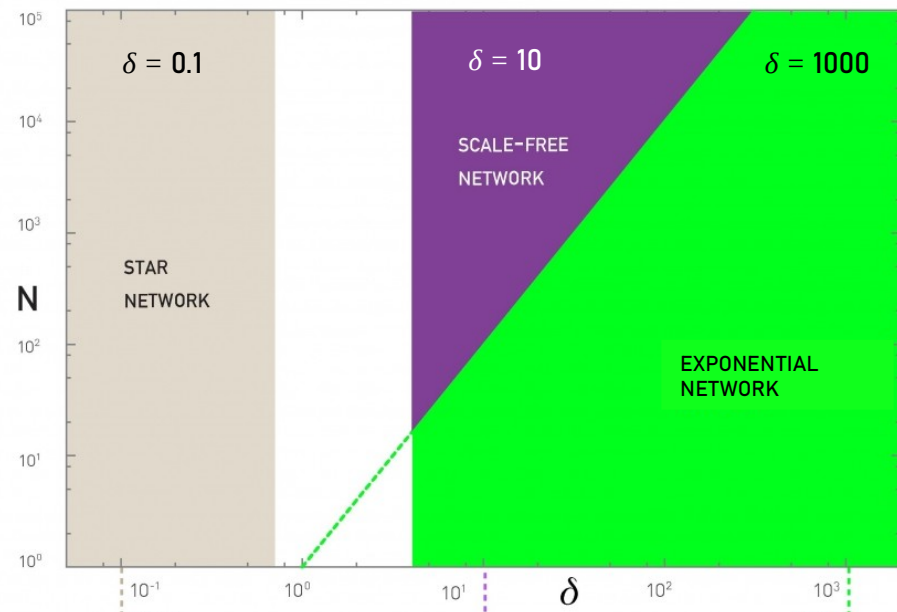 10⁵
δ = 0.1
δ = 10
δ = 1000
10⁴
SCALE-FREE
NETWORK
10³
STAR
NETWORK
N
10²
EXPONENTIAL
NETWORK
10¹
10⁰
10⁻¹
10⁰
10¹
δ
10²
10³